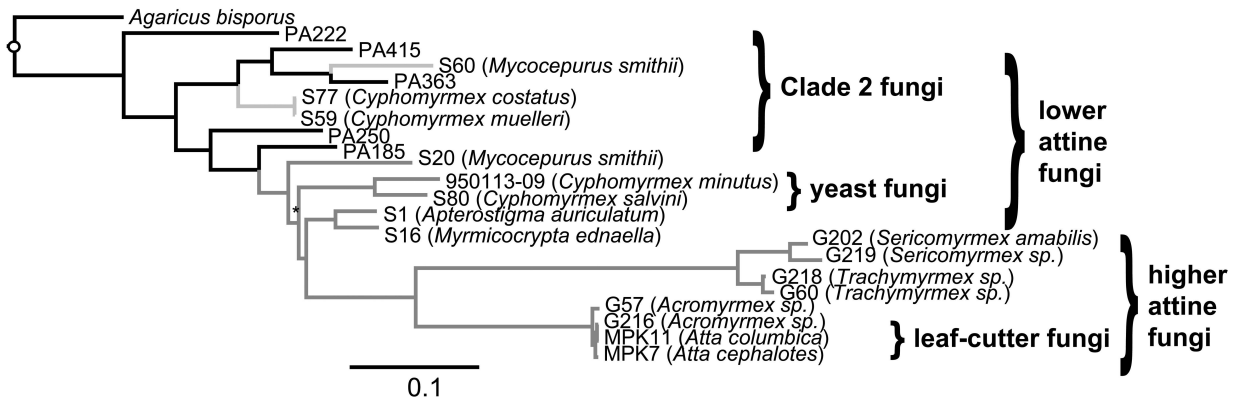 Agaricus bisporus
PA222
PA415
S60 (Mycocepurus smithii)
PA363
S77 (Cyphomyrmex costatus)
S59 (Cyphomyrmex muelleri)
PA250
PA185
S20 (Mycocepurus smithii)
950113-09 (Cyphomyrmex minutus)
S80 (Cyphomyrmex salvini)
*
S1 (Apterostigma auriculatum)
S16 (Myrmicocrypta ednaella)
G202 (Sericomyrmex amabilis)
G219 (Sericomyrmex sp.)
G218 (Trachymyrmex sp.)
G60 (Trachymyrmex sp.)
G57 (Acromyrmex sp.)
G216 (Acromyrmex sp.)
MPK11 (Atta columbica)
MPK7 (Atta cephalotes)
Clade 2 fungi
yeast fungi
lower
attine
fungi
leaf-cutter fungi
higher
attine
fungi
0.1